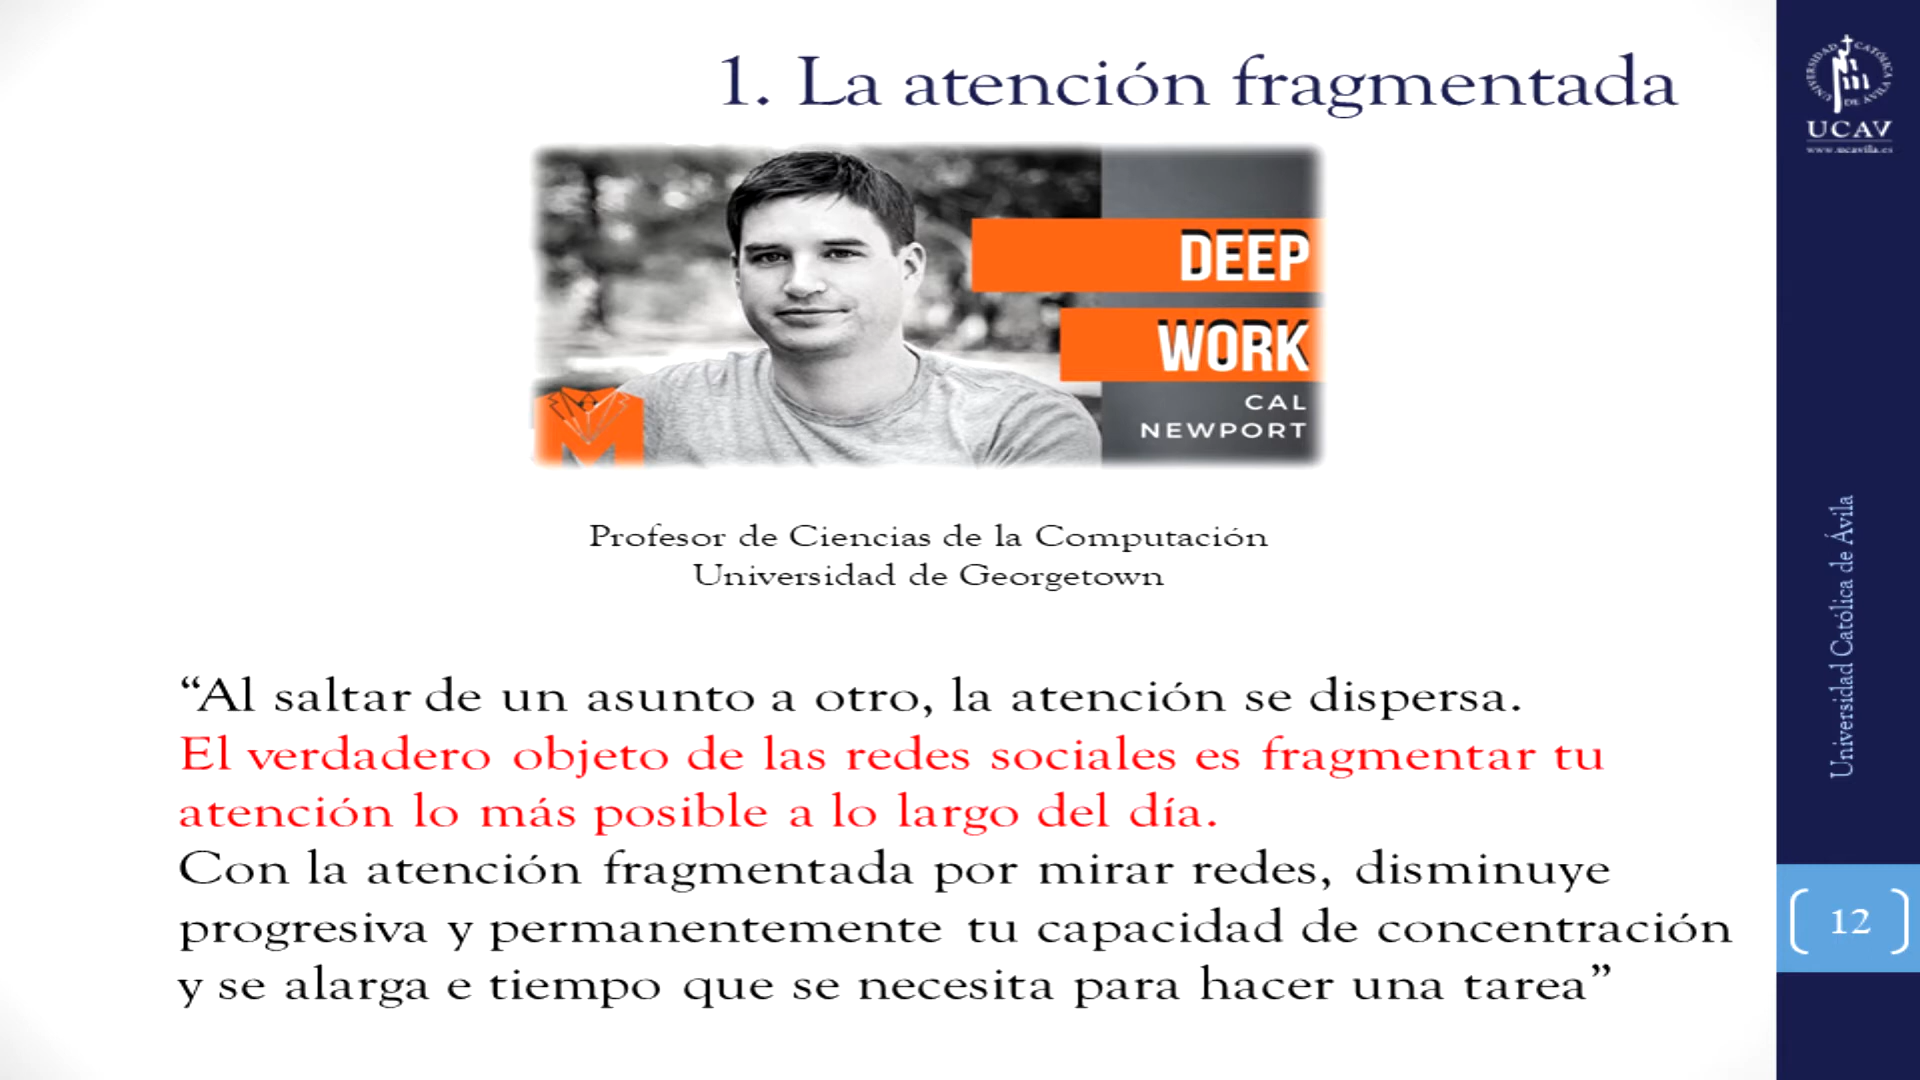 1. La atención fragmentada
DEEP
WORK
CAL
NEWPORT
Profesor de Ciencias de la Computación
Universidad de Georgetown
“Al saltar de un asunto a otro, la atención se dispersa.
El verdadero objeto de las redes sociales es fragmentar tu
atención lo más posible a lo largo del día.
Con la atención fragmentada por mirar redes, disminuye
progresiva y permanentemente tu capacidad de concentración
y se alarga e tiempo que se necesita para hacer una tarea”
UNIVERSIDAD CATÓLICA
DE ÁVILA
UCAV
www.ucavila.es
Universidad Católica de Ávila
12